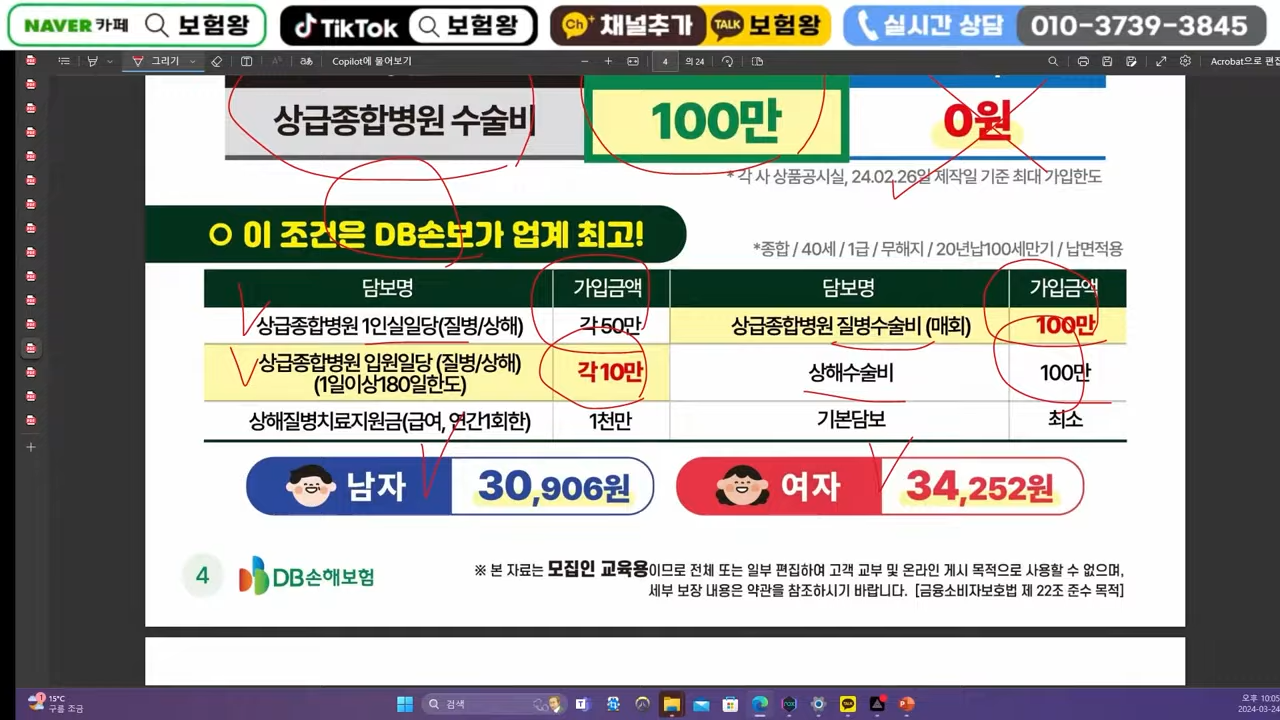 NAVER 카페 보험왕 TikTok 보험왕 Ch+ 채널추가 TALK 보험왕 실시간 상담 010-3739-3845
그리기 Copilot에 물어보기 4 의 24 Acrobat으로 편집
상급종합병원 수술비 100만 0원
* 각 사 상품공시실, 24.02.26일 제작일 기준 최대 가입한도
이 조건은 DB손보가 업계 최고!
*종합 / 40세 / 1급 / 무해지 / 20년납100세만기 / 납면적용
담보명 가입금액 담보명 가입금액
상급종합병원 1인실일당(질병/상해) 각 50만 상급종합병원 질병수술비 (매회) 100만
상급종합병원 입원일당 (질병/상해)
(1일이상180일한도) 각 10만 상해수술비 100만
상해질병치료지원금(급여, 연간1회한) 1천만 기본담보 최소
남자 30,906원 여자 34,252원
4 DB손해보험
※ 본 자료는 모집인 교육용이므로 전체 또는 일부 편집하여 고객 교부 및 온라인 게시 목적으로 사용할 수 없으며,
세부 보장 내용은 약관을 참조하시기 바랍니다. [금융소비자보호법 제 22조 준수 목적]
15°C
구름 조금
검색
오후 10:05
2024-03-24